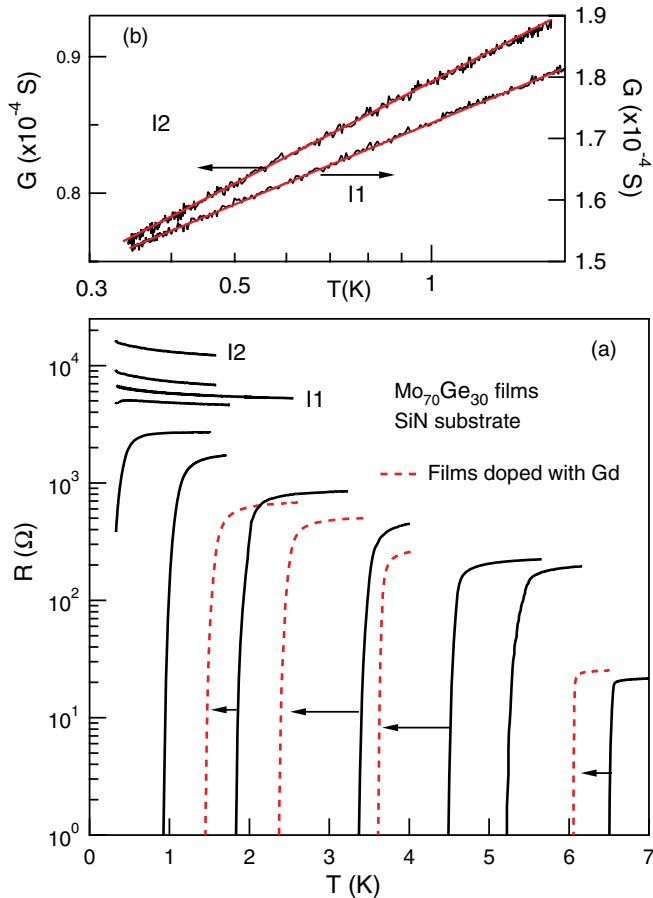 (b)
G (x10⁻⁴ S)
0.9
0.8
I2
I1
1.9
1.8
1.7
1.6
1.5
G (x10⁻⁴ S)
0.3
0.5
1
T(K)
(a)
R (Ω)
10⁴
10³
10²
10¹
10⁰
I2
I1
Mo₇₀Ge₃₀ films
SiN substrate
Films doped with Gd
0 1 2 3 4 5 6 7
T (K)